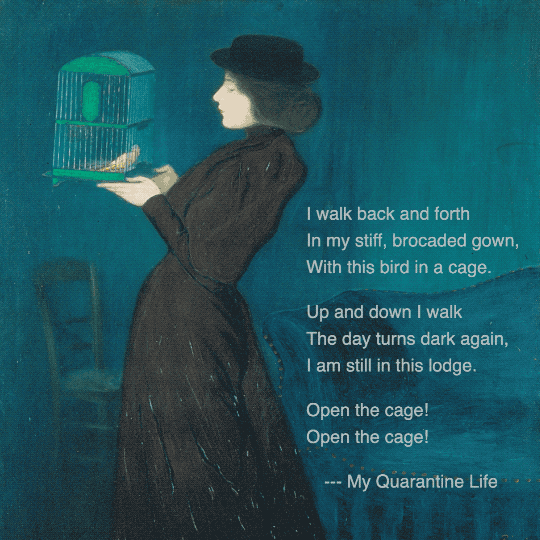 I walk back and forth
In my stiff, brocaded gown,
With this bird in a cage.
Up and down I walk
The day turns dark again,
I am still in this lodge.
Open the cage!
Open the cage!
--- My Quarantine Life